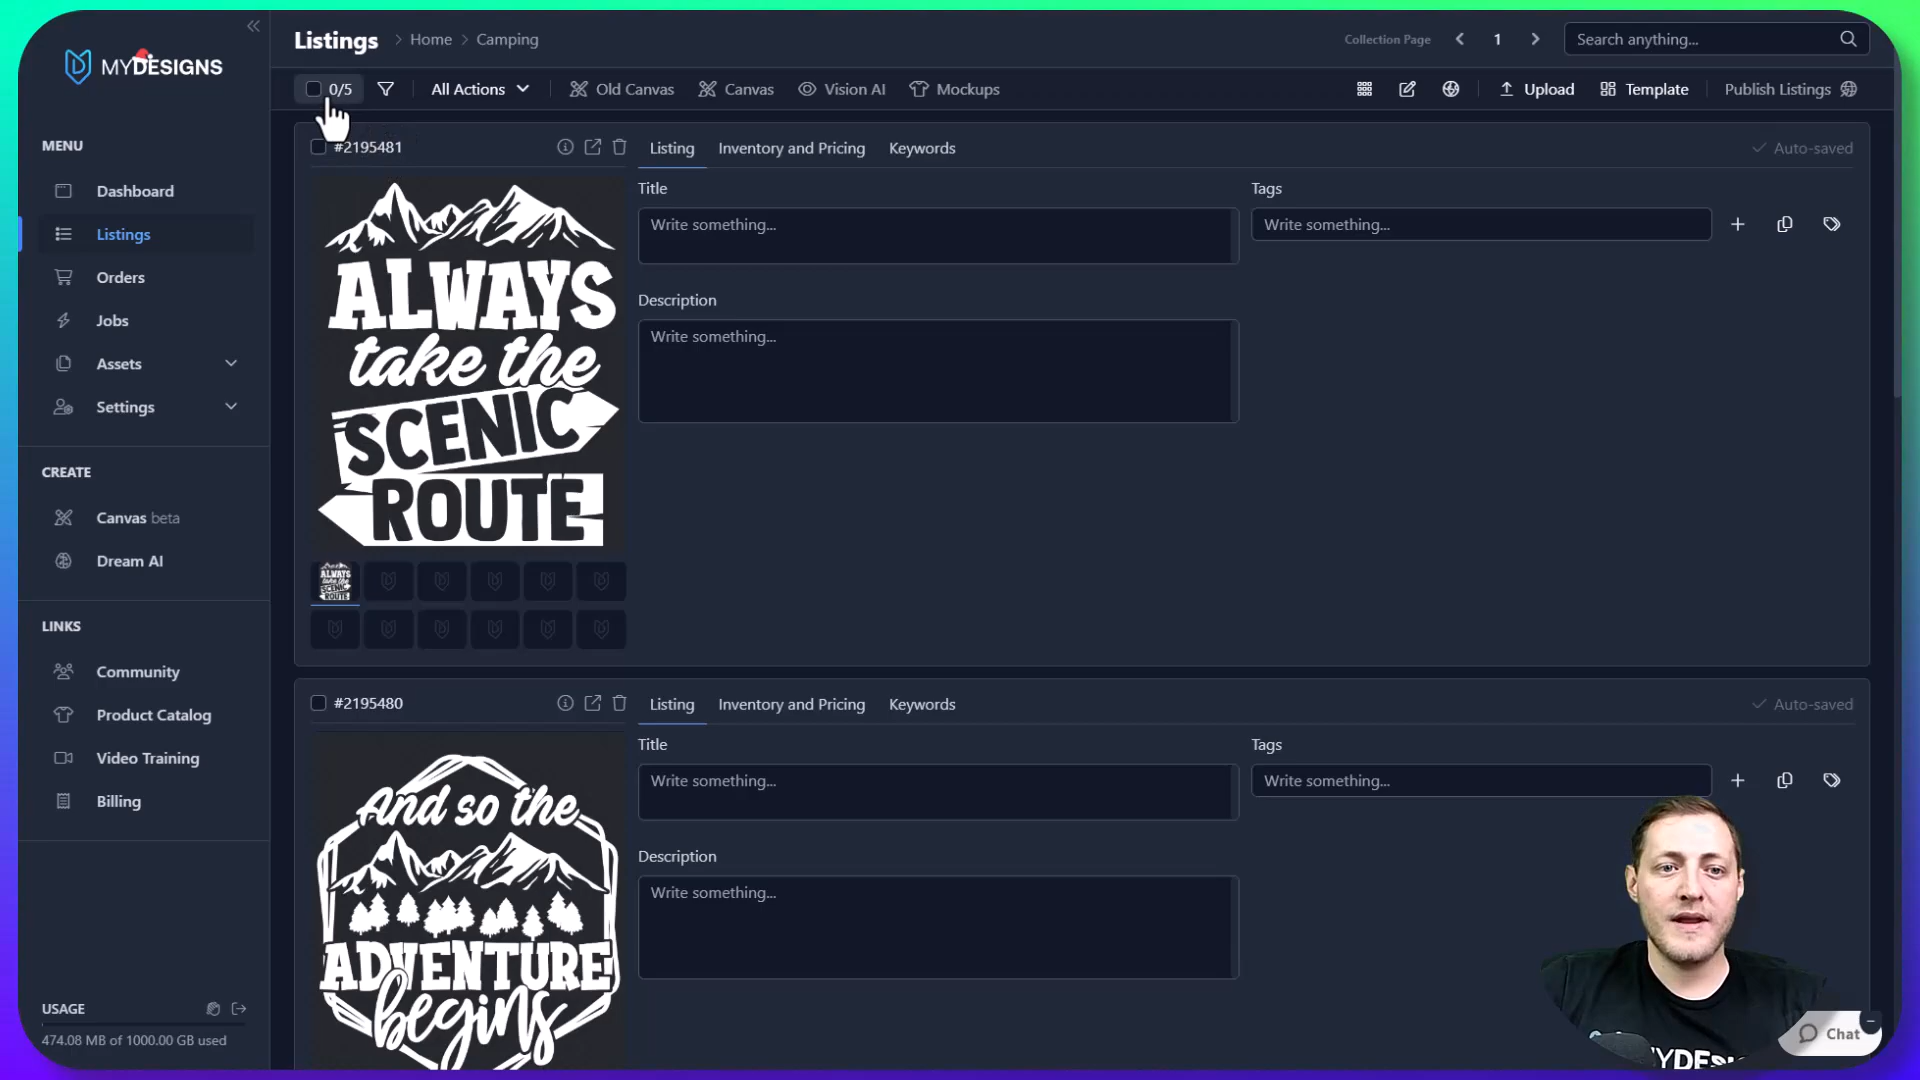 MYDESIGNS
Listings > Home > Camping
Collection Page
1
Search anything...
0/5
All Actions
Old Canvas
Canvas
Vision AI
Mockups
Upload
Template
Publish Listings
MENU
Dashboard
Listings
Orders
Jobs
Assets
Settings
CREATE
Canvas beta
Dream AI
LINKS
Community
Product Catalog
Video Training
Billing
USAGE
474.08 MB of 1000.00 GB used
#2195481
Listing
Inventory and Pricing
Keywords
Auto-saved
ALWAYS
take the
SCENIC
ROUTE
Title
Write something...
Tags
Write something...
Description
Write something...
ALWAYS
take the
SCENIC
ROUTE
#2195480
Listing
Inventory and Pricing
Keywords
Auto-saved
And so the
ADVENTURE
begins
Title
Write something...
Tags
Write something...
Description
Write something...
Chat